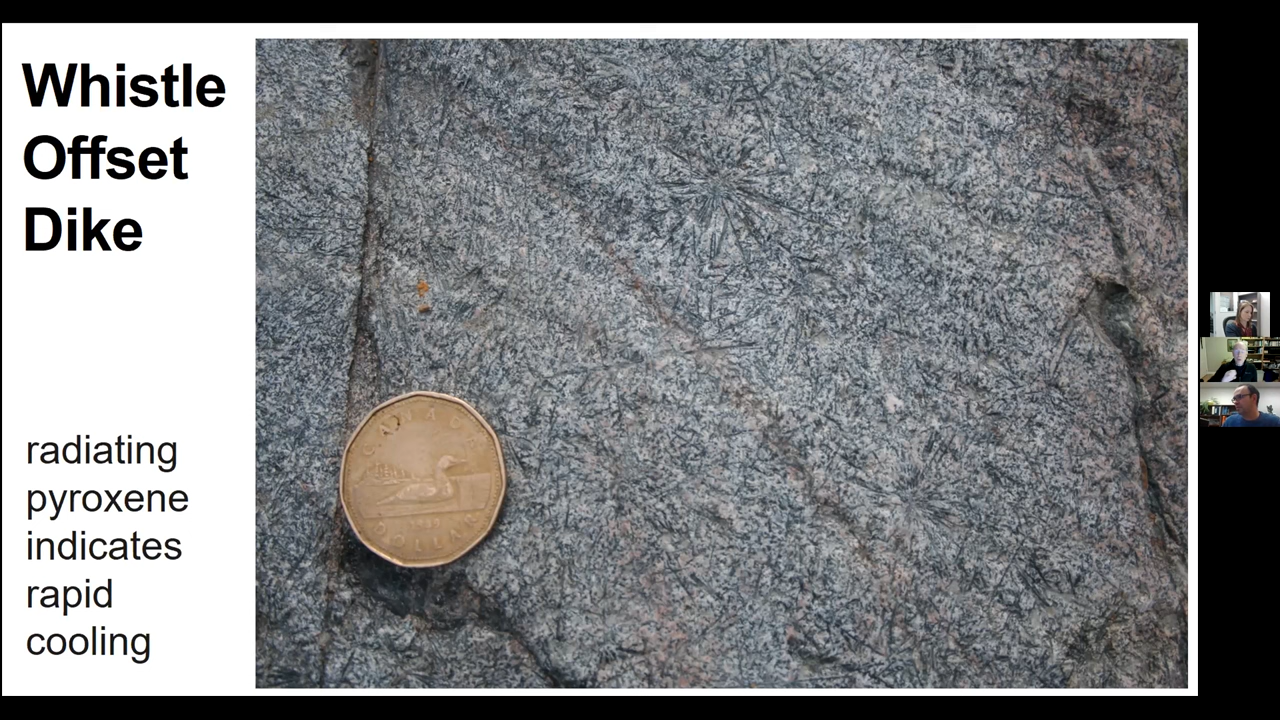 Whistle
Offset
Dike
radiating
pyroxene
indicates
rapid
cooling
CANADA
DOLLAR